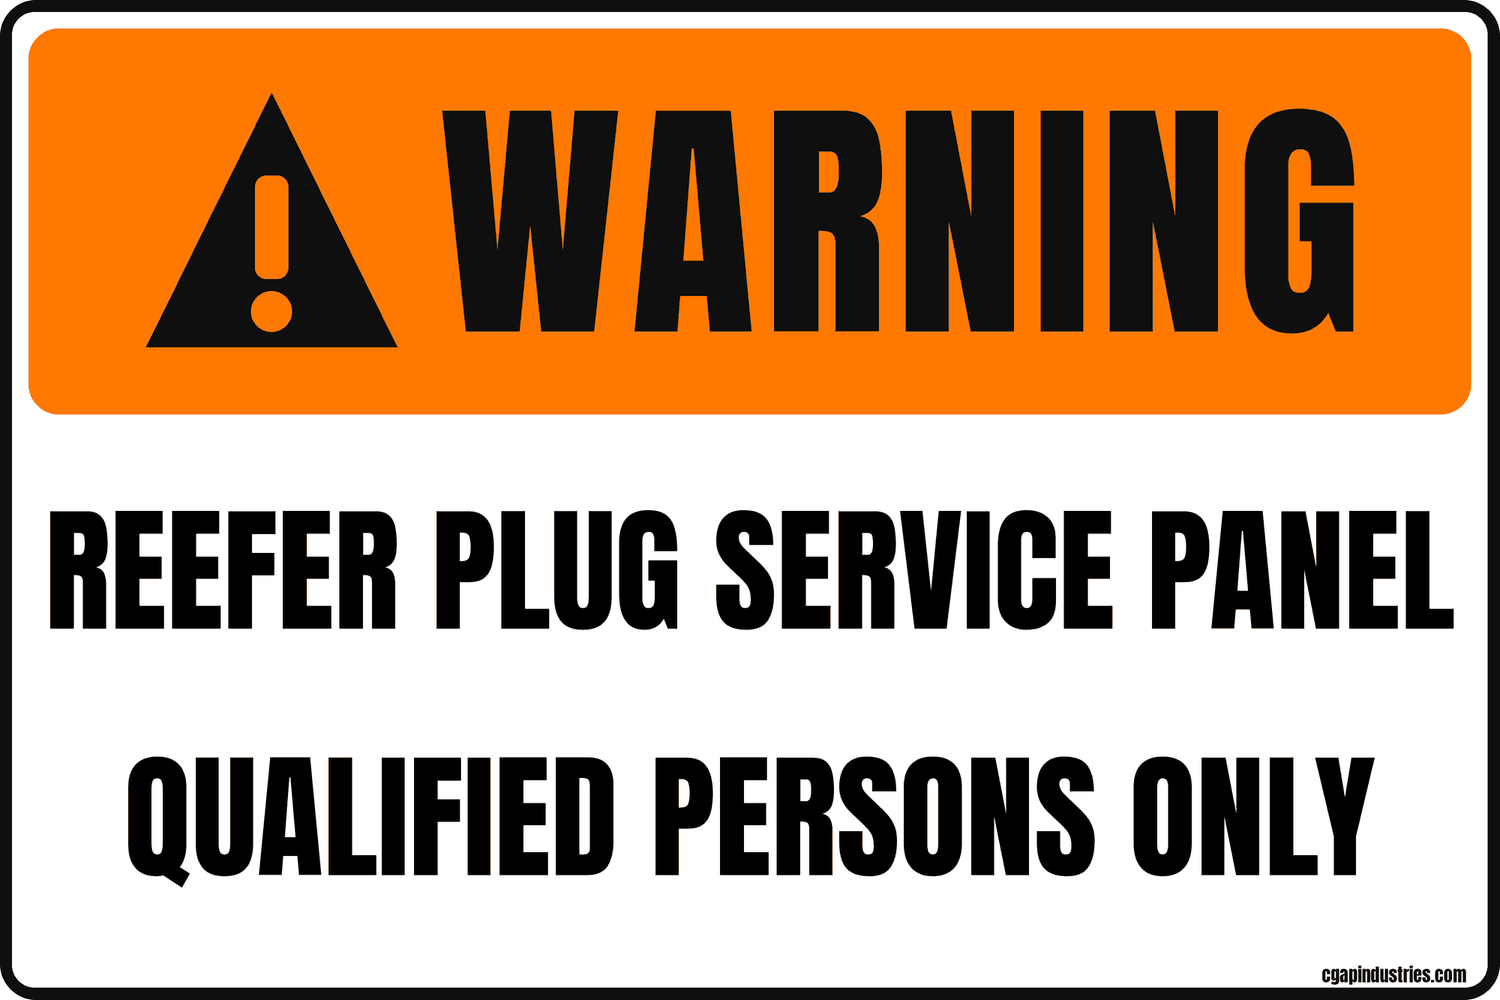 WARNING
REEFER PLUG SERVICE PANEL
QUALIFIED PERSONS ONLY
cgapindustries.com